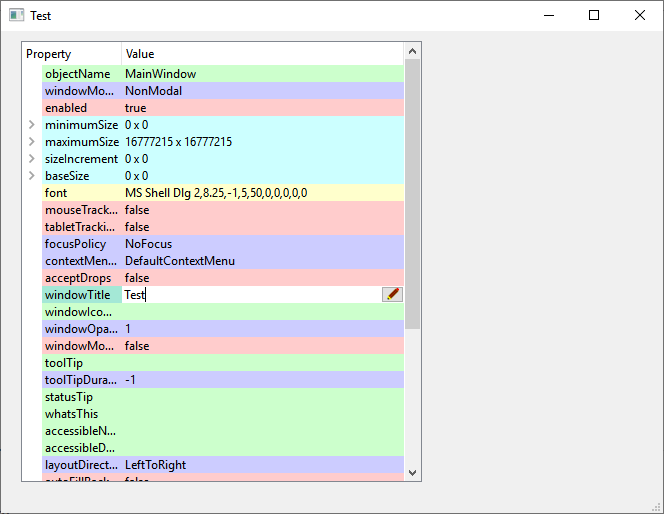 Test
Property Value
objectName MainWindow
windowMo... NonModal
enabled true
minimumSize 0 x 0
maximumSize 16777215 x 16777215
sizeIncrement 0 x 0
baseSize 0 x 0
font MS Shell Dlg 2,8.25,-1,5,50,0,0,0,0,0
mouseTrack... false
tabletTracki... false
focusPolicy NoFocus
contextMen... DefaultContextMenu
acceptDrops false
windowTitle Test
windowIco...
windowOpa... 1
windowMo... false
toolTip
toolTipDura... -1
statusTip
whatsThis
accessibleN...
accessibleD...
layoutDirect... LeftToRight
autoFillBack... false